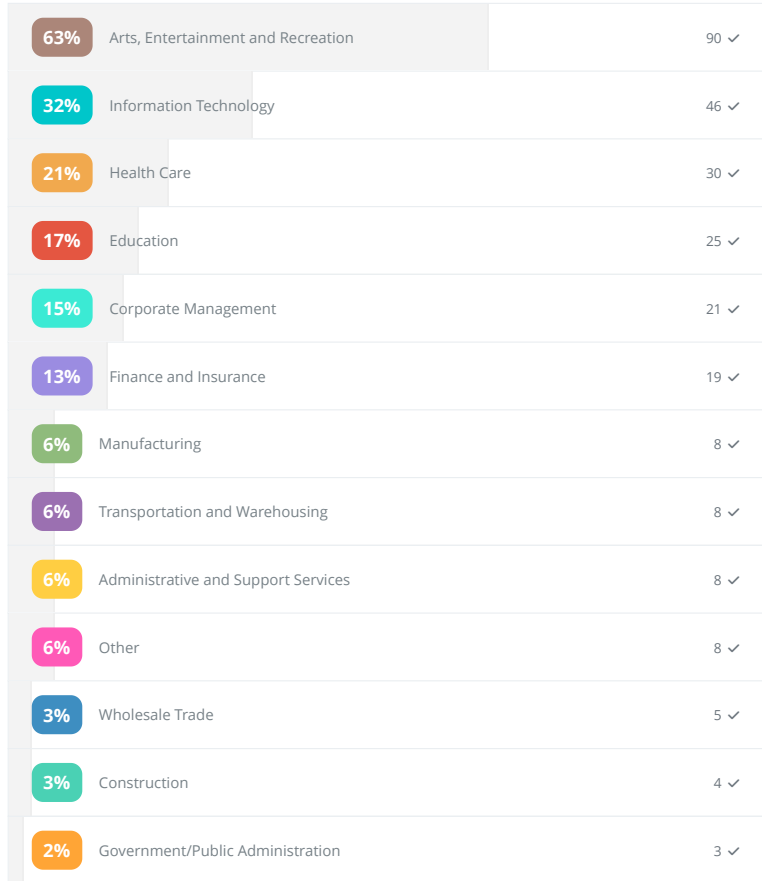 63% Arts, Entertainment and Recreation 90
32% Information Technology 46
21% Health Care 30
17% Education 25
15% Corporate Management 21
13% Finance and Insurance 19
6% Manufacturing 8
6% Transportation and Warehousing 8
6% Administrative and Support Services 8
6% Other 8
3% Wholesale Trade 5
3% Construction 4
2% Government/Public Administration 3